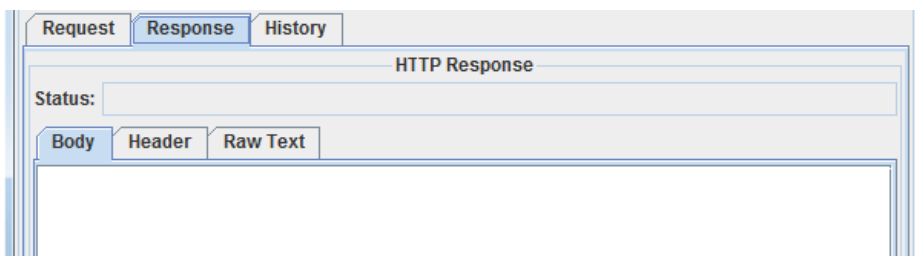 Request Response History
HTTP Response
Status:
Body Header Raw Text